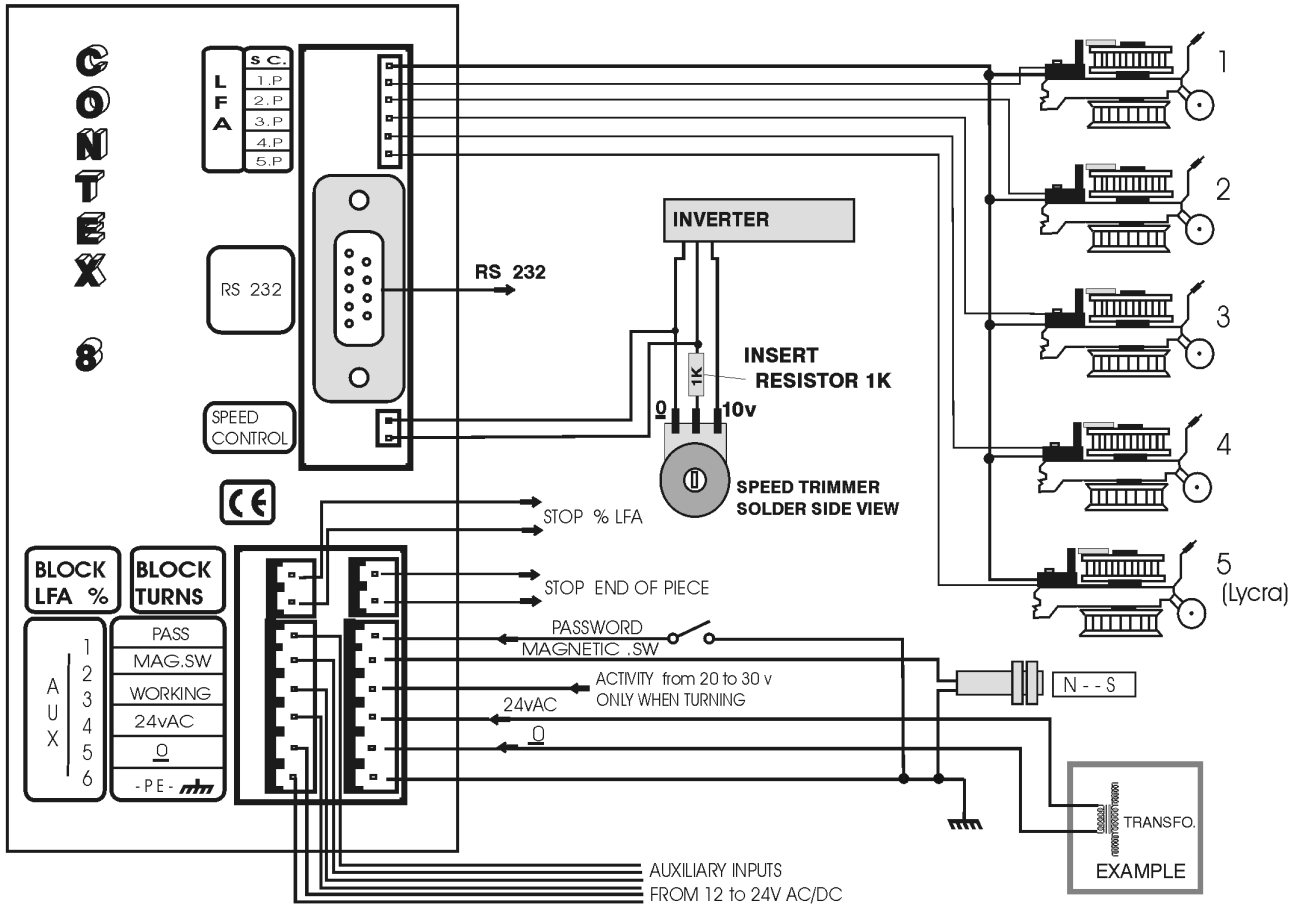 CONTEX 8
LFA
S C.
1.P
2.P
3.P
4.P
5.P
RS 232
RS 232
SPEED
CONTROL
CE
INVERTER
INSERT
RESISTOR 1K
1K
0
10v
SPEED TRIMMER
SOLDER SIDE VIEW
1
2
3
4
5
(Lycra)
STOP % LFA
STOP END OF PIECE
BLOCK
LFA %
BLOCK
TURNS
AUX
1
2
3
4
5
6
PASS
MAG.SW
WORKING
24vAC
0
-PE-
PASSWORD
MAGNETIC .SW
ACTIVITY from 20 to 30 v
ONLY WHEN TURNING
24vAC
0
N - - S
TRANSFO.
EXAMPLE
AUXILIARY INPUTS
FROM 12 to 24V AC/DC